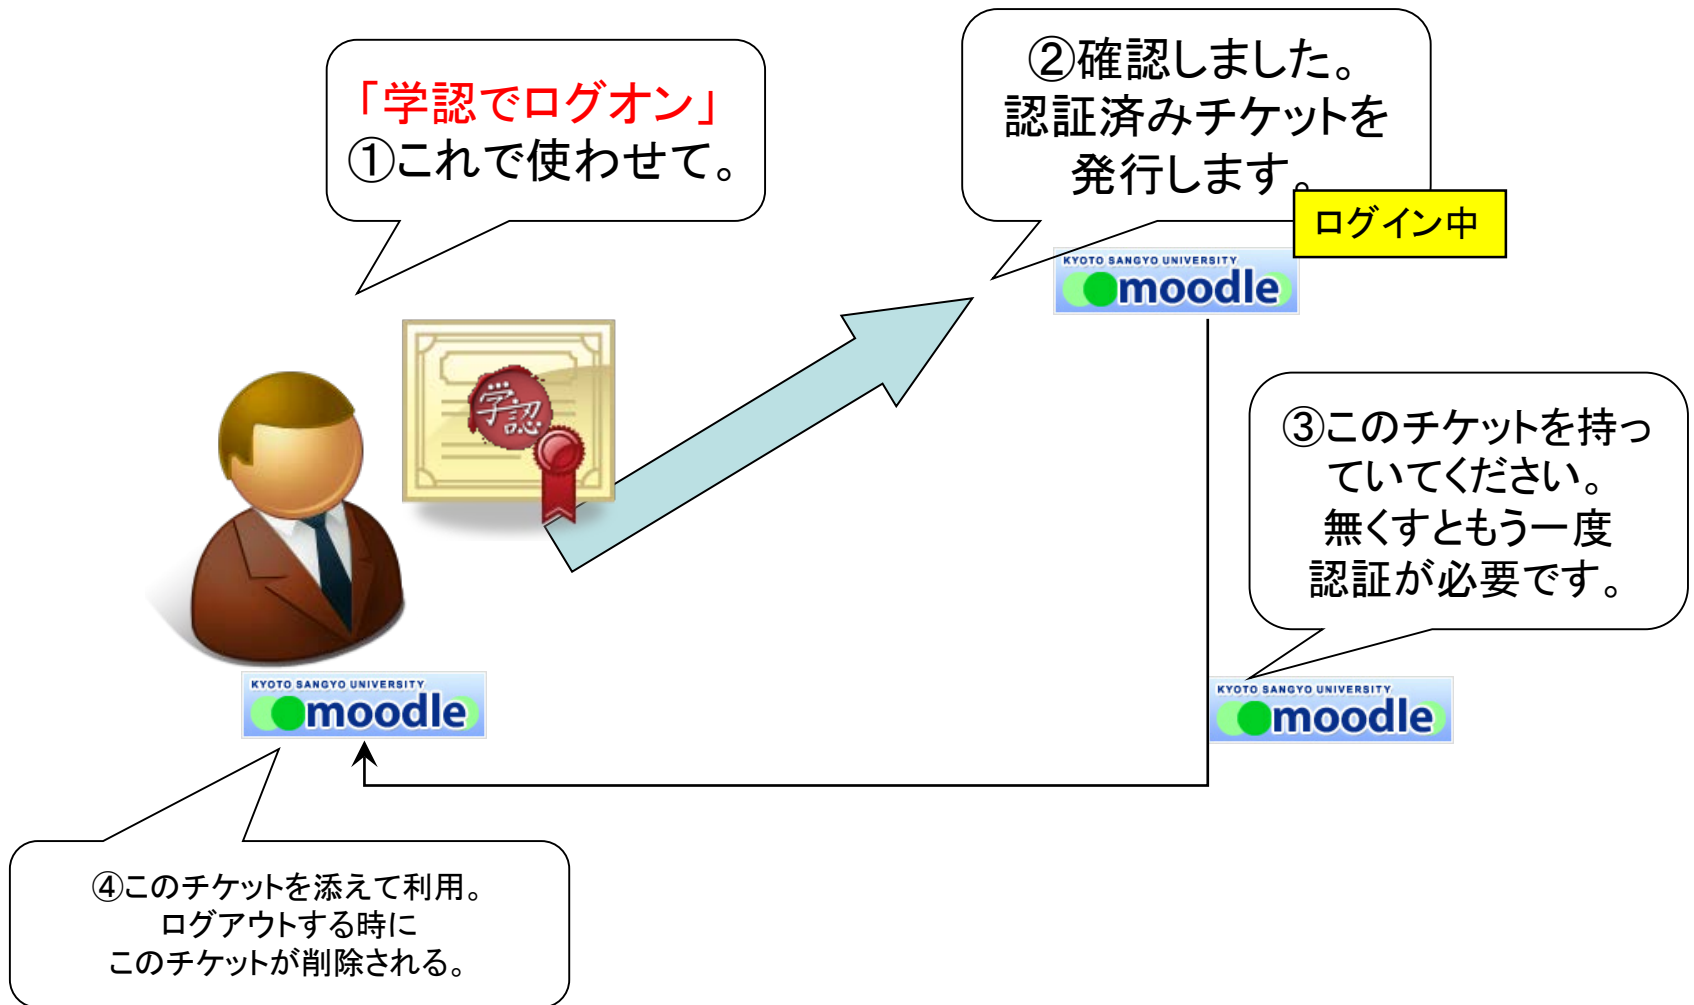 「学認でログオン」
①これで使わせて。
②確認しました。
認証済みチケットを
発行します。
ログイン中
KYOTO SANGYO UNIVERSITY
moodle
学認
③このチケットを持っ
ていてください。
無くすともう一度
認証が必要です。
KYOTO SANGYO UNIVERSITY
moodle
KYOTO SANGYO UNIVERSITY
moodle
④このチケットを添えて利用。
ログアウトする時に
このチケットが削除される。